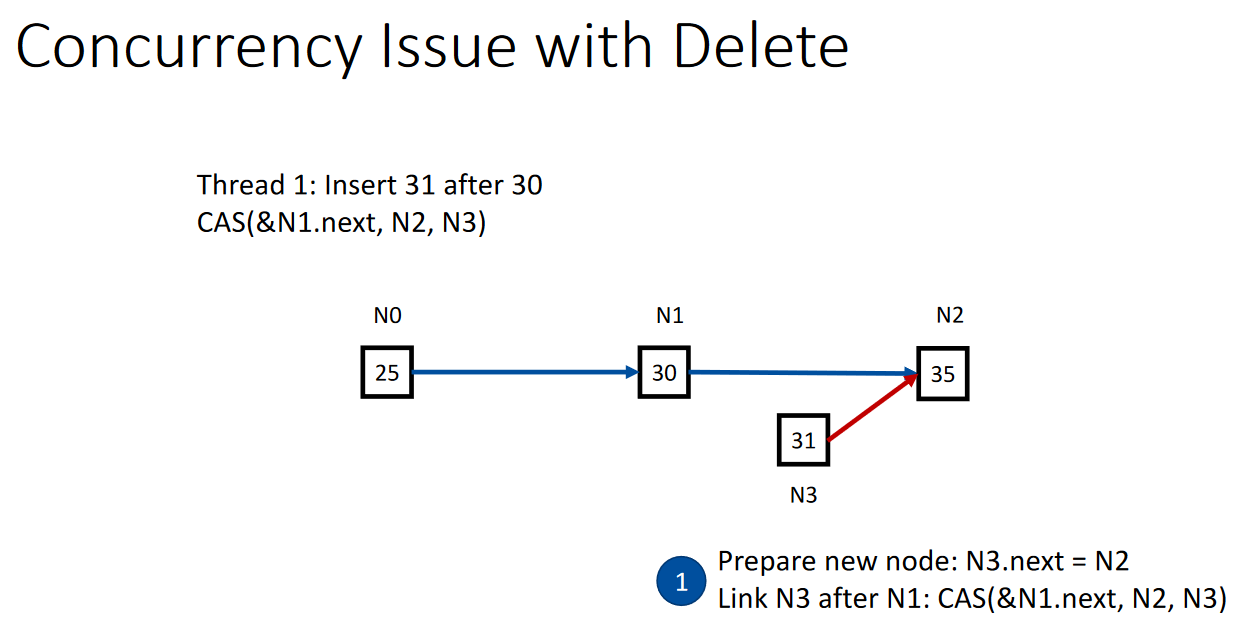 Concurrency Issue with Delete
Thread 1: Insert 31 after 30
CAS(&N1.next, N2, N3)
N0
N1
N2
25
30
35
31
N3
1
Prepare new node: N3.next = N2
Link N3 after N1: CAS(&N1.next, N2, N3)